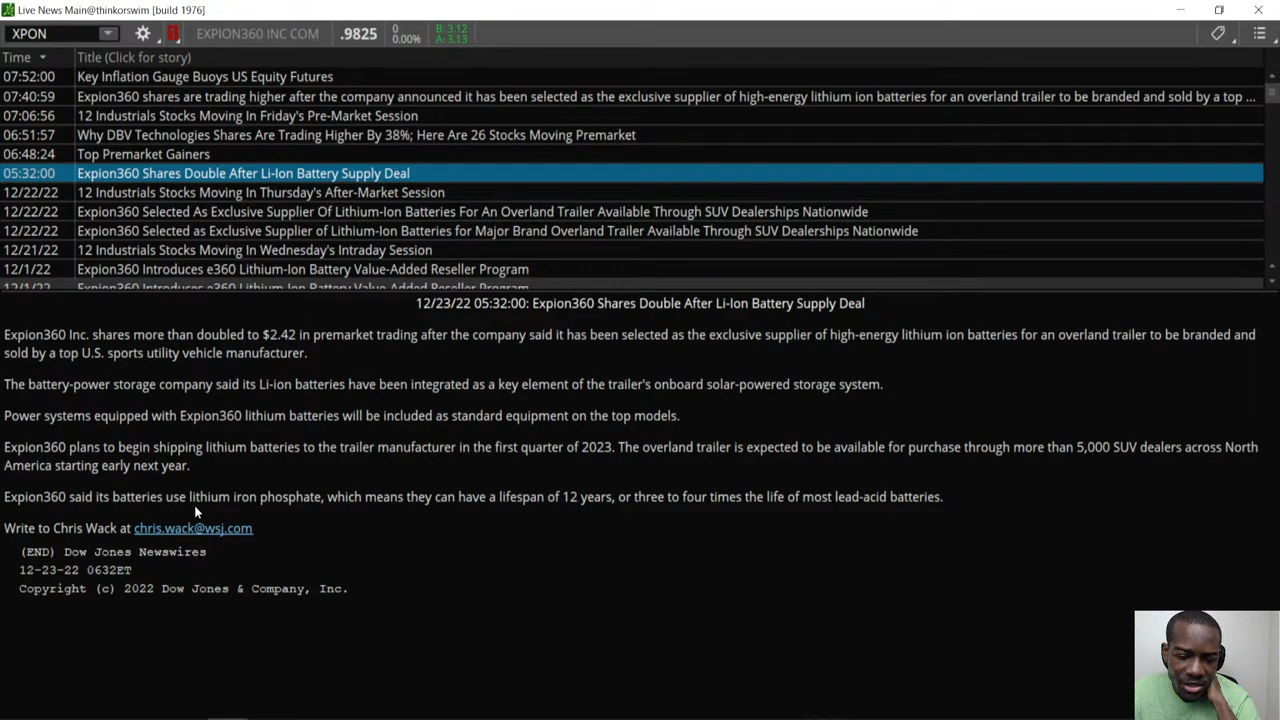 Live News Main@thinkorswim [build 1976]
XPON EXPION360 INC COM .9825 0 0.00% B: 3.12 A: 3.13
Time Title (Click for story)
07:52:00 Key Inflation Gauge Buoys US Equity Futures
07:40:59 Expion360 shares are trading higher after the company announced it has been selected as the exclusive supplier of high-energy lithium ion batteries for an overland trailer to be branded and sold by a top ...
07:06:56 12 Industrials Stocks Moving In Friday's Pre-Market Session
06:51:57 Why DBV Technologies Shares Are Trading Higher By 38%; Here Are 26 Stocks Moving Premarket
06:48:24 Top Premarket Gainers
05:32:00 Expion360 Shares Double After Li-Ion Battery Supply Deal
12/22/22 12 Industrials Stocks Moving In Thursday's After-Market Session
12/22/22 Expion360 Selected As Exclusive Supplier Of Lithium-Ion Batteries For An Overland Trailer Available Through SUV Dealerships Nationwide
12/22/22 Expion360 Selected as Exclusive Supplier of Lithium-Ion Batteries for Major Brand Overland Trailer Available Through SUV Dealerships Nationwide
12/21/22 12 Industrials Stocks Moving In Wednesday's Intraday Session
12/1/22 Expion360 Introduces e360 Lithium-Ion Battery Value-Added Reseller Program
12/1/22 Expion360 Introduces e360 Lithium-Ion Battery Value-Added Reseller Program
12/23/22 05:32:00: Expion360 Shares Double After Li-Ion Battery Supply Deal
Expion360 Inc. shares more than doubled to $2.42 in premarket trading after the company said it has been selected as the exclusive supplier of high-energy lithium ion batteries for an overland trailer to be branded and
sold by a top U.S. sports utility vehicle manufacturer.
The battery-power storage company said its Li-ion batteries have been integrated as a key element of the trailer's onboard solar-powered storage system.
Power systems equipped with Expion360 lithium batteries will be included as standard equipment on the top models.
Expion360 plans to begin shipping lithium batteries to the trailer manufacturer in the first quarter of 2023. The overland trailer is expected to be available for purchase through more than 5,000 SUV dealers across North
America starting early next year.
Expion360 said its batteries use lithium iron phosphate, which means they can have a lifespan of 12 years, or three to four times the life of most lead-acid batteries.
Write to Chris Wack at chris.wack@wsj.com
(END) Dow Jones Newswires
12-23-22 0632ET
Copyright (c) 2022 Dow Jones & Company, Inc.